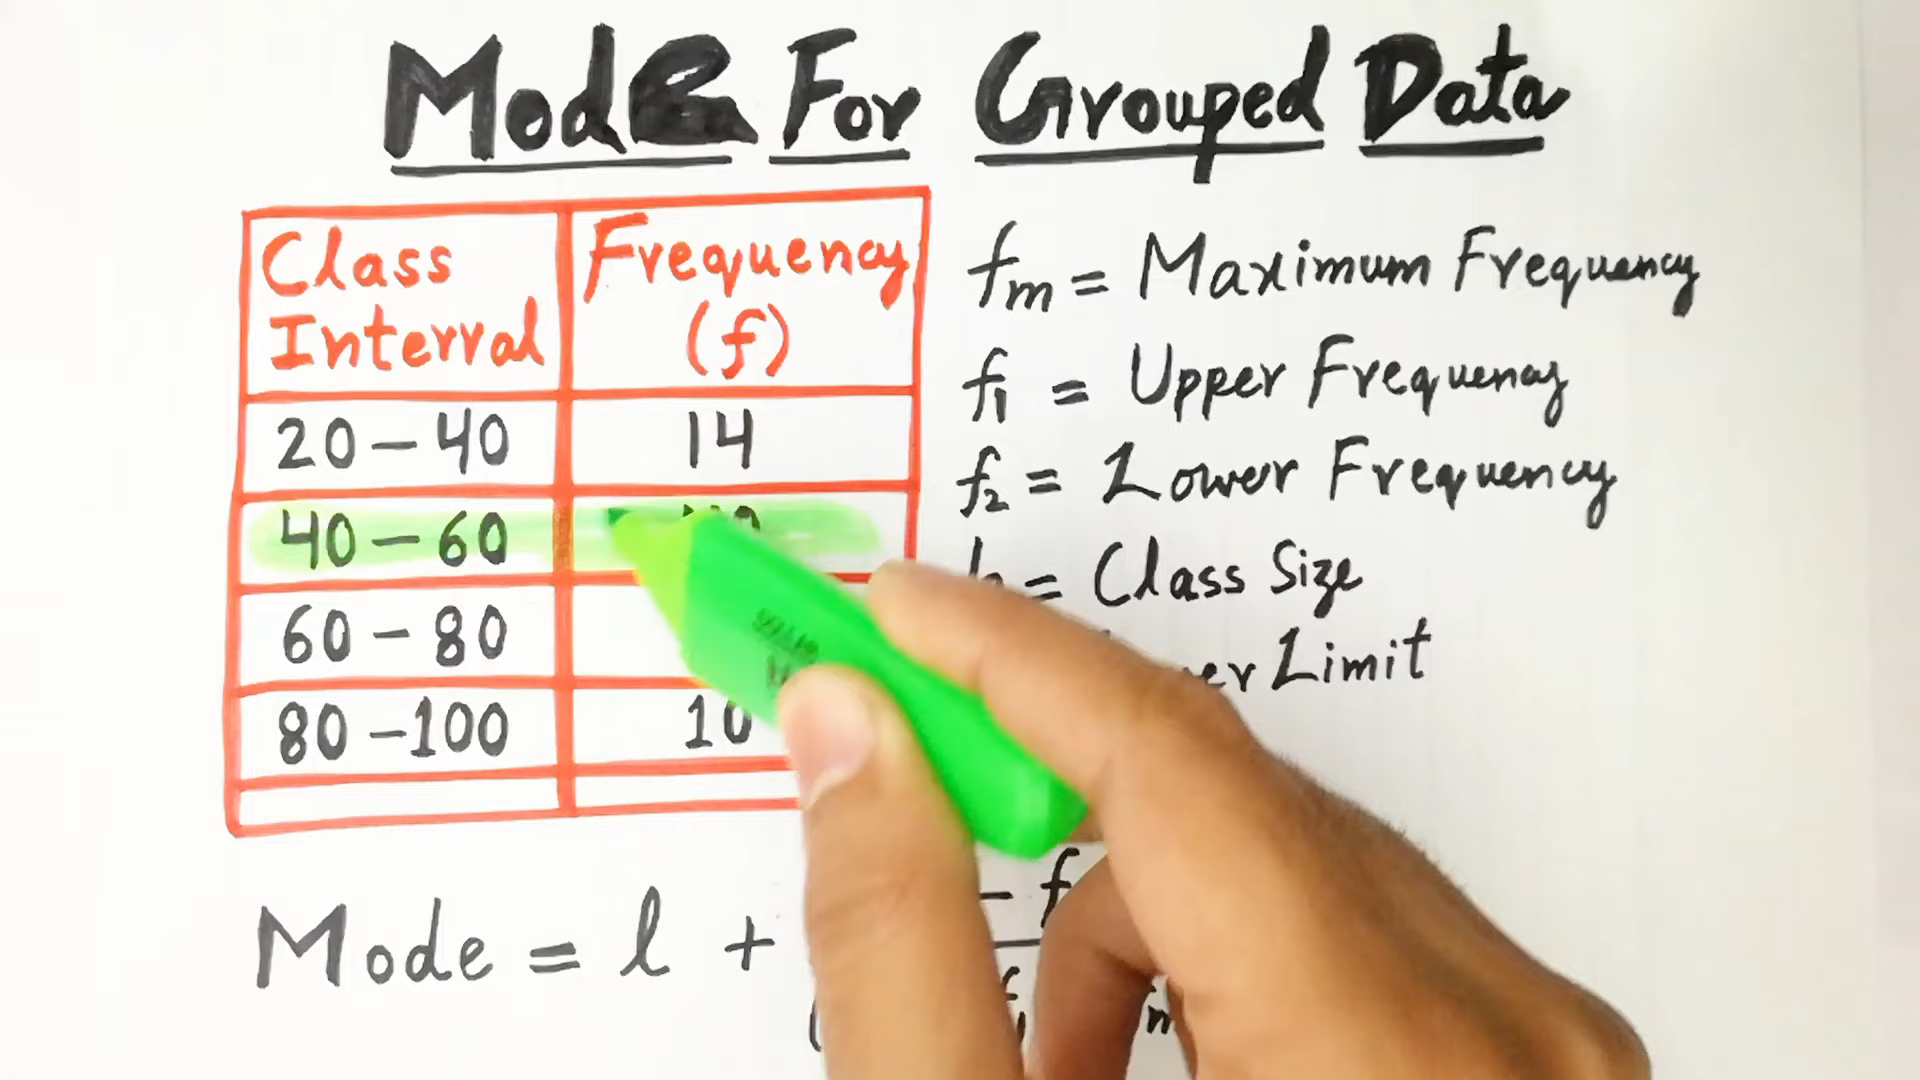 Mode For Grouped Data
Class Interval
Frequency (f)
20 – 40
14
40 – 60
60 – 80
80 – 100
10
fm = Maximum Frequency
f1 = Upper Frequency
f2 = Lower Frequency
= Class Size
Limit
Mode = l +
– f